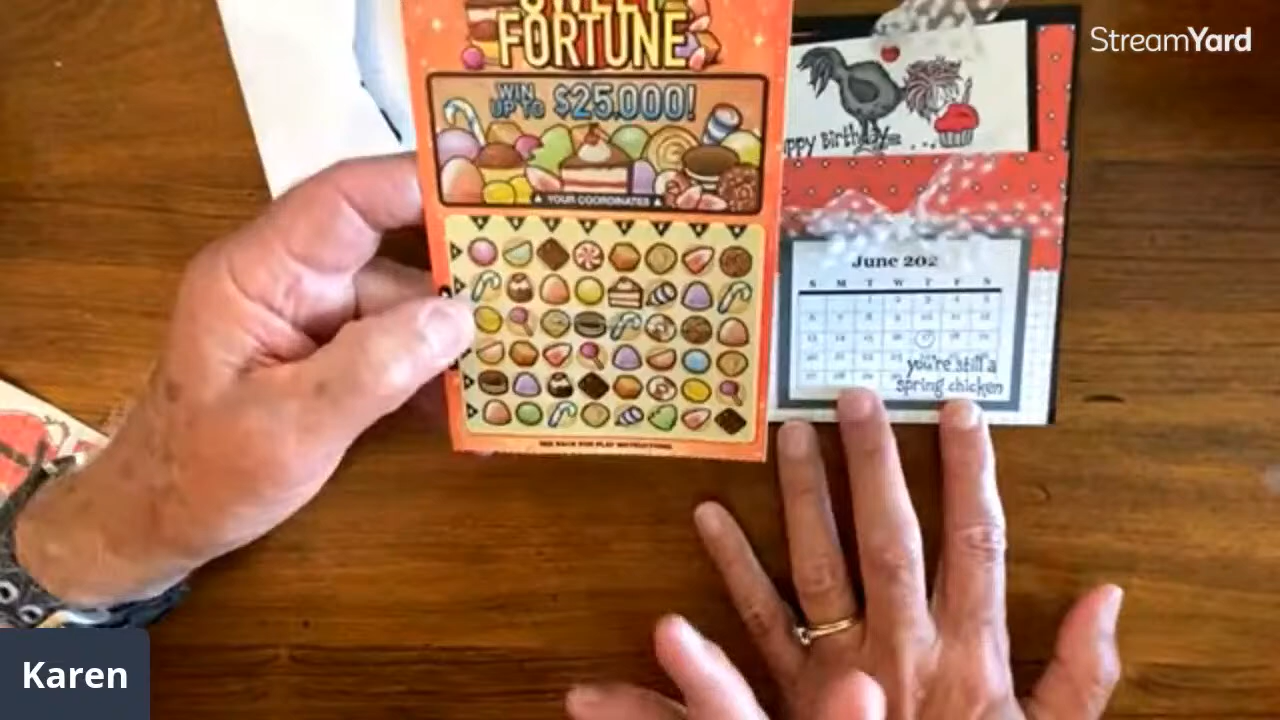 StreamYard
FORTUNE
WIN
UP TO $25,000!
YOUR COORDINATES
SEE BACK FOR PLAY INSTRUCTIONS
ppy Birthday...
June 202
S M T W T F S
you're still a
spring chicken
Karen